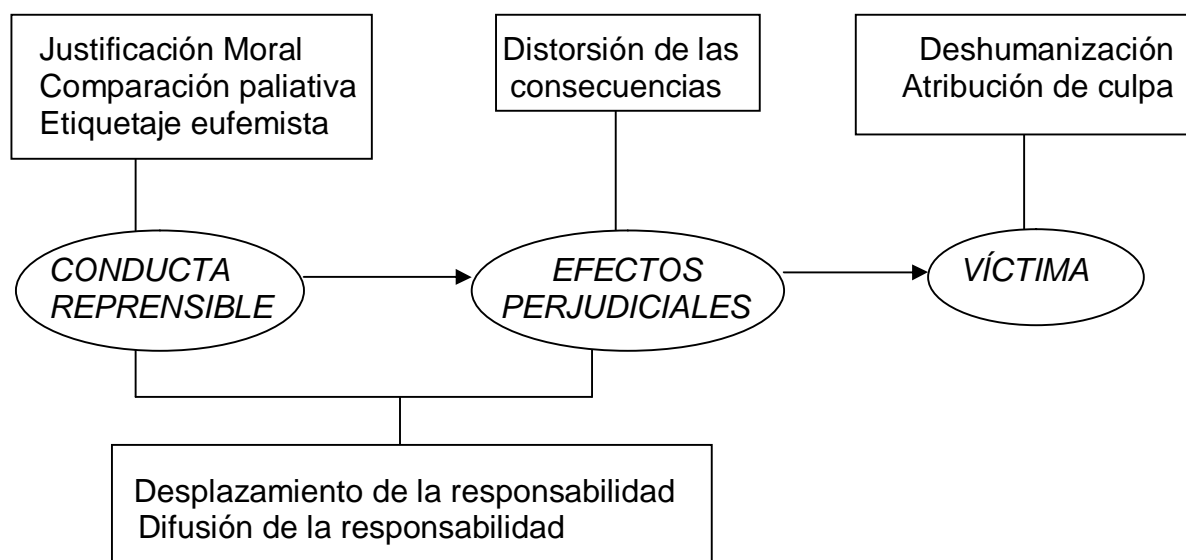 Justificación Moral
Comparación paliativa
Etiquetaje eufemista
Distorsión de las
consecuencias
Deshumanización
Atribución de culpa
CONDUCTA
REPRENSIBLE
EFECTOS
PERJUDICIALES
VÍCTIMA
Desplazamiento de la responsabilidad
Difusión de la responsabilidad